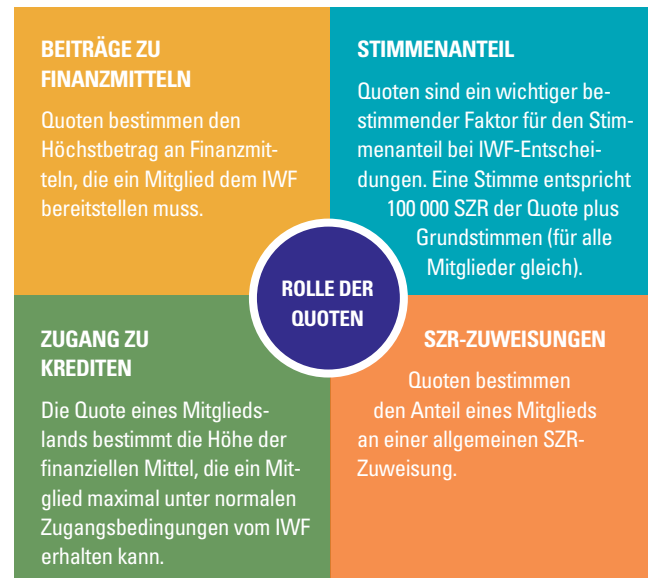 BEITRÄGE ZU
FINANZMITTELN
Quoten bestimmen den
Höchstbetrag an Finanzmit-
teln, die ein Mitglied dem IWF
bereitstellen muss.
STIMMENANTEIL
Quoten sind ein wichtiger be-
stimmender Faktor für den Stim-
menanteil bei IWF-Entschei-
dungen. Eine Stimme entspricht
100 000 SZR der Quote plus
Grundstimmen (für alle
Mitglieder gleich).
ROLLE DER
QUOTEN
ZUGANG ZU
KREDITEN
Die Quote eines Mitglieds-
lands bestimmt die Höhe der
finanziellen Mittel, die ein Mit-
glied maximal unter normalen
Zugangsbedingungen vom IWF
erhalten kann.
SZR-ZUWEISUNGEN
Quoten bestimmen
den Anteil eines Mitglieds
an einer allgemeinen SZR-
Zuweisung.